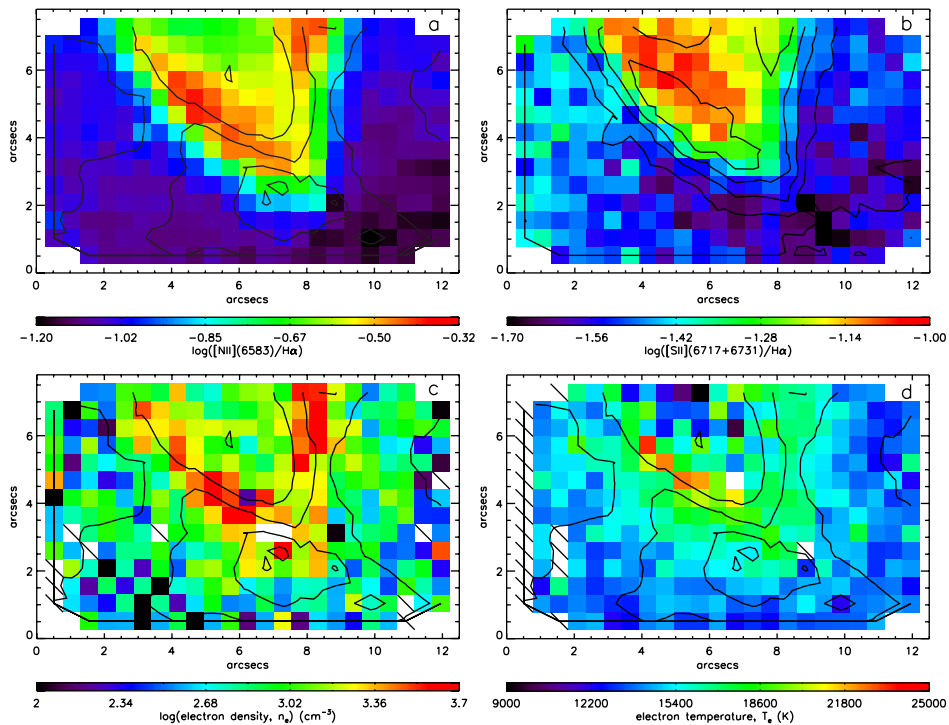 a
b
6
4
2
0
arcsecs
0 2 4 6 8 10 12
arcsecs
6
4
2
0
arcsecs
0 2 4 6 8 10 12
arcsecs
-1.20 -1.02 -0.85 -0.67 -0.50 -0.32
log([NII](6583)/Hα)
-1.70 -1.56 -1.42 -1.28 -1.14 -1.00
log([SII](6717+6731)/Hα)
c
d
6
4
2
0
arcsecs
0 2 4 6 8 10 12
arcsecs
6
4
2
0
arcsecs
0 2 4 6 8 10 12
arcsecs
2 2.34 2.68 3.02 3.36 3.7
log(electron density, nₑ) (cm⁻³)
9000 12200 15400 18600 21800 25000
electron temperature, Tₑ (K)